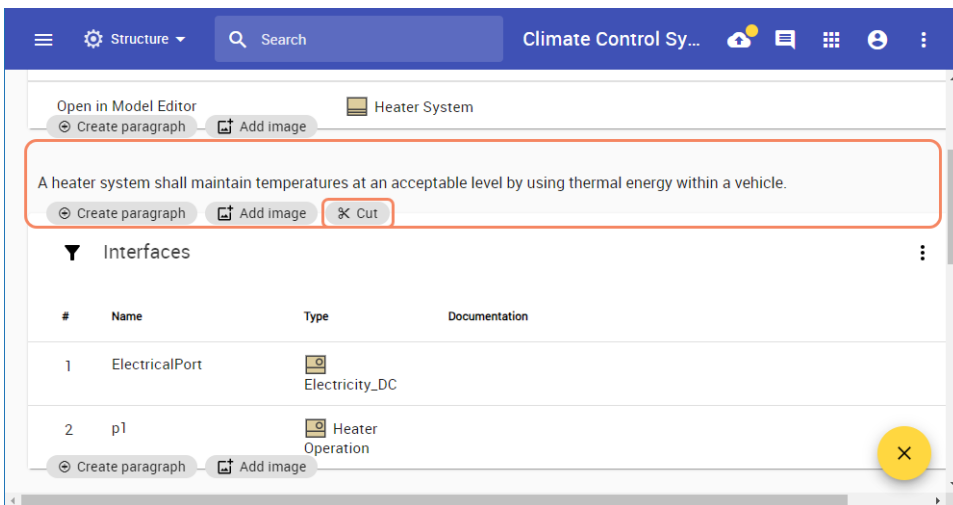 Structure Search Climate Control Sy...
Open in Model Editor Heater System
Create paragraph Add image
A heater system shall maintain temperatures at an acceptable level by using thermal energy within a vehicle.
Create paragraph Add image Cut
Interfaces
# Name Type Documentation
1 ElectricalPort Electricity_DC
2 p1 Heater
Operation
Create paragraph Add image